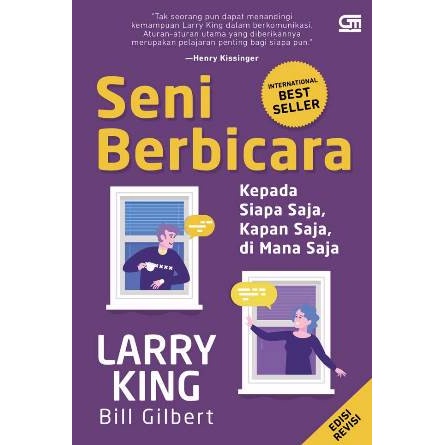 "Tak seorang pun dapat menandingi
kemampuan Larry King dalam berkomunikasi.
Aturan-aturan utama yang diberikannya
merupakan pelajaran penting bagi siapa pun."
—Henry Kissinger
GM
INTERNATIONAL
BEST
SELLER
Seni
Berbicara
Kepada
Siapa Saja,
Kapan Saja,
di Mana Saja
LARRY
KING
Bill Gilbert
EDISI
REVISI